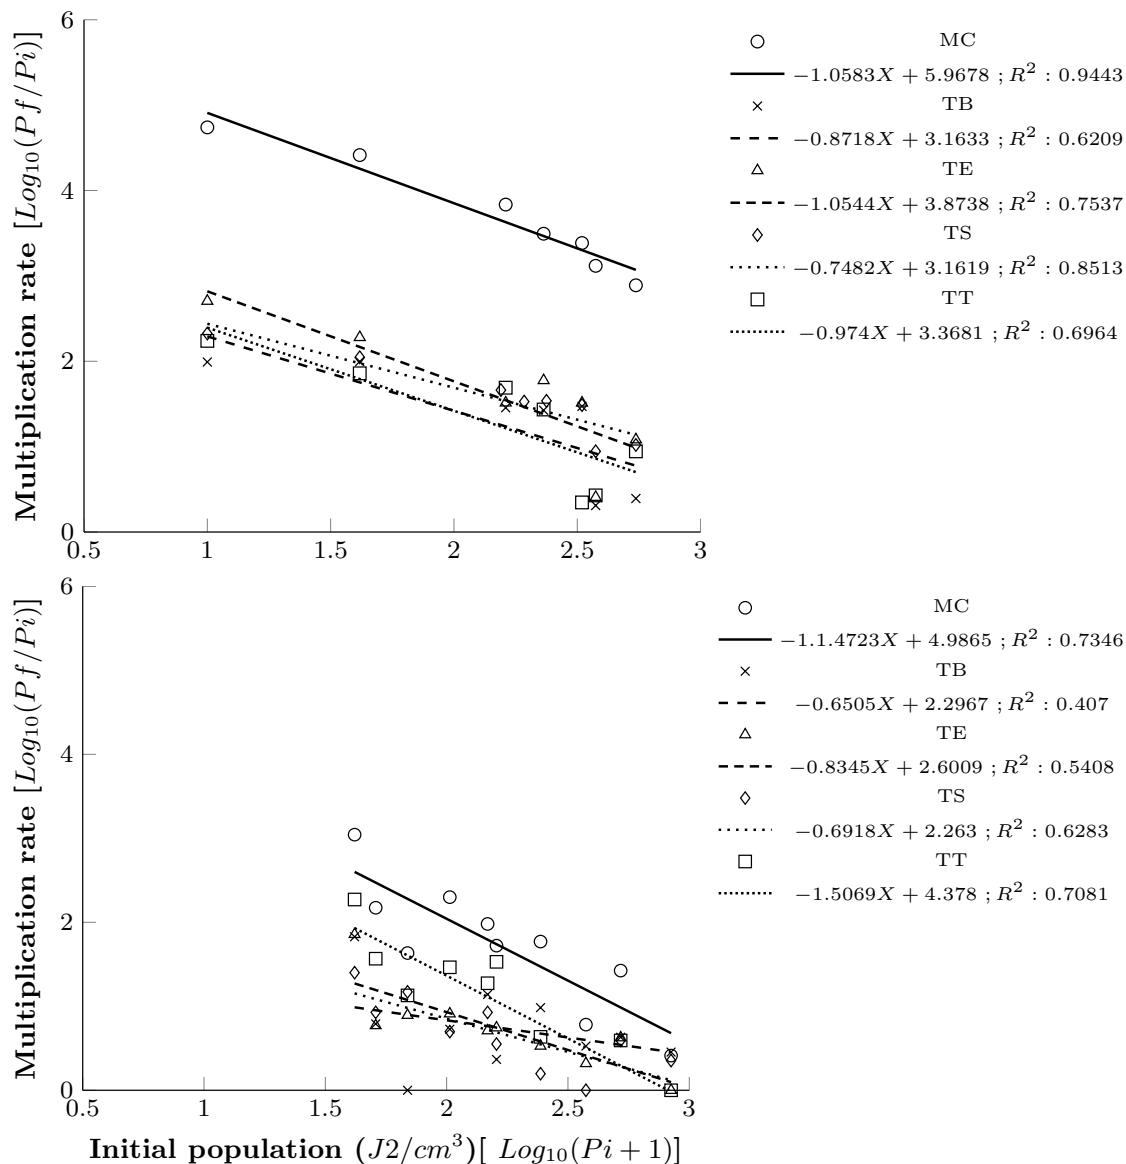 6
4
2
0
0.5 1 1.5 2 2.5 3
Multiplication rate [Log10(Pf/Pi)]
MC
−1.0583X + 5.9678 ; R² : 0.9443
TB
−0.8718X + 3.1633 ; R² : 0.6209
TE
−1.0544X + 3.8738 ; R² : 0.7537
TS
−0.7482X + 3.1619 ; R² : 0.8513
TT
−0.974X + 3.3681 ; R² : 0.6964
6
4
2
0
0.5 1 1.5 2 2.5 3
Multiplication rate [Log10(Pf/Pi)]
MC
−1.1.4723X + 4.9865 ; R² : 0.7346
TB
−0.6505X + 2.2967 ; R² : 0.407
TE
−0.8345X + 2.6009 ; R² : 0.5408
TS
−0.6918X + 2.263 ; R² : 0.6283
TT
−1.5069X + 4.378 ; R² : 0.7081
Initial population (J2/cm³)[ Log10(Pi + 1)]